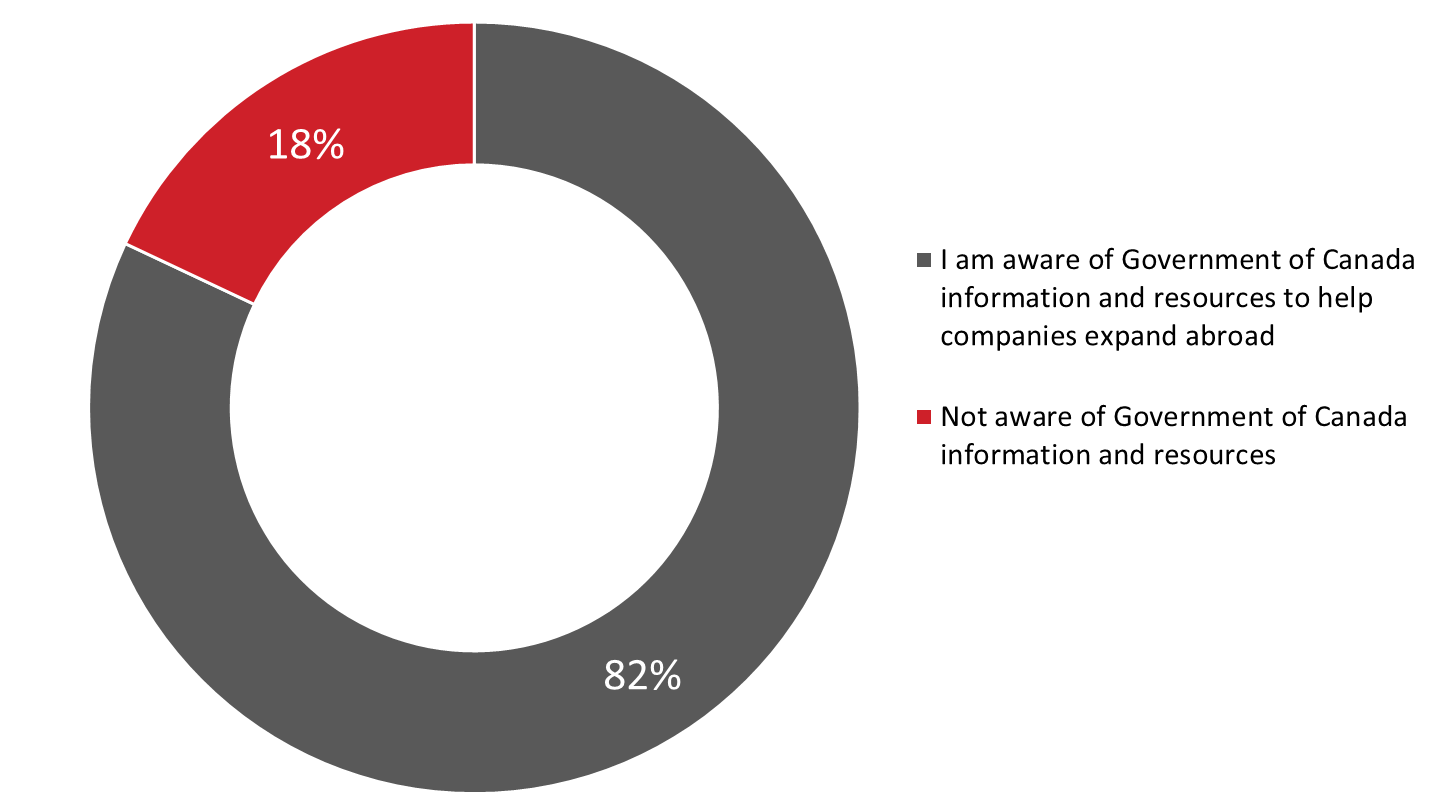 18%
I am aware of Government of Canada
information and resources to help
companies expand abroad
Not aware of Government of Canada
information and resources
82%